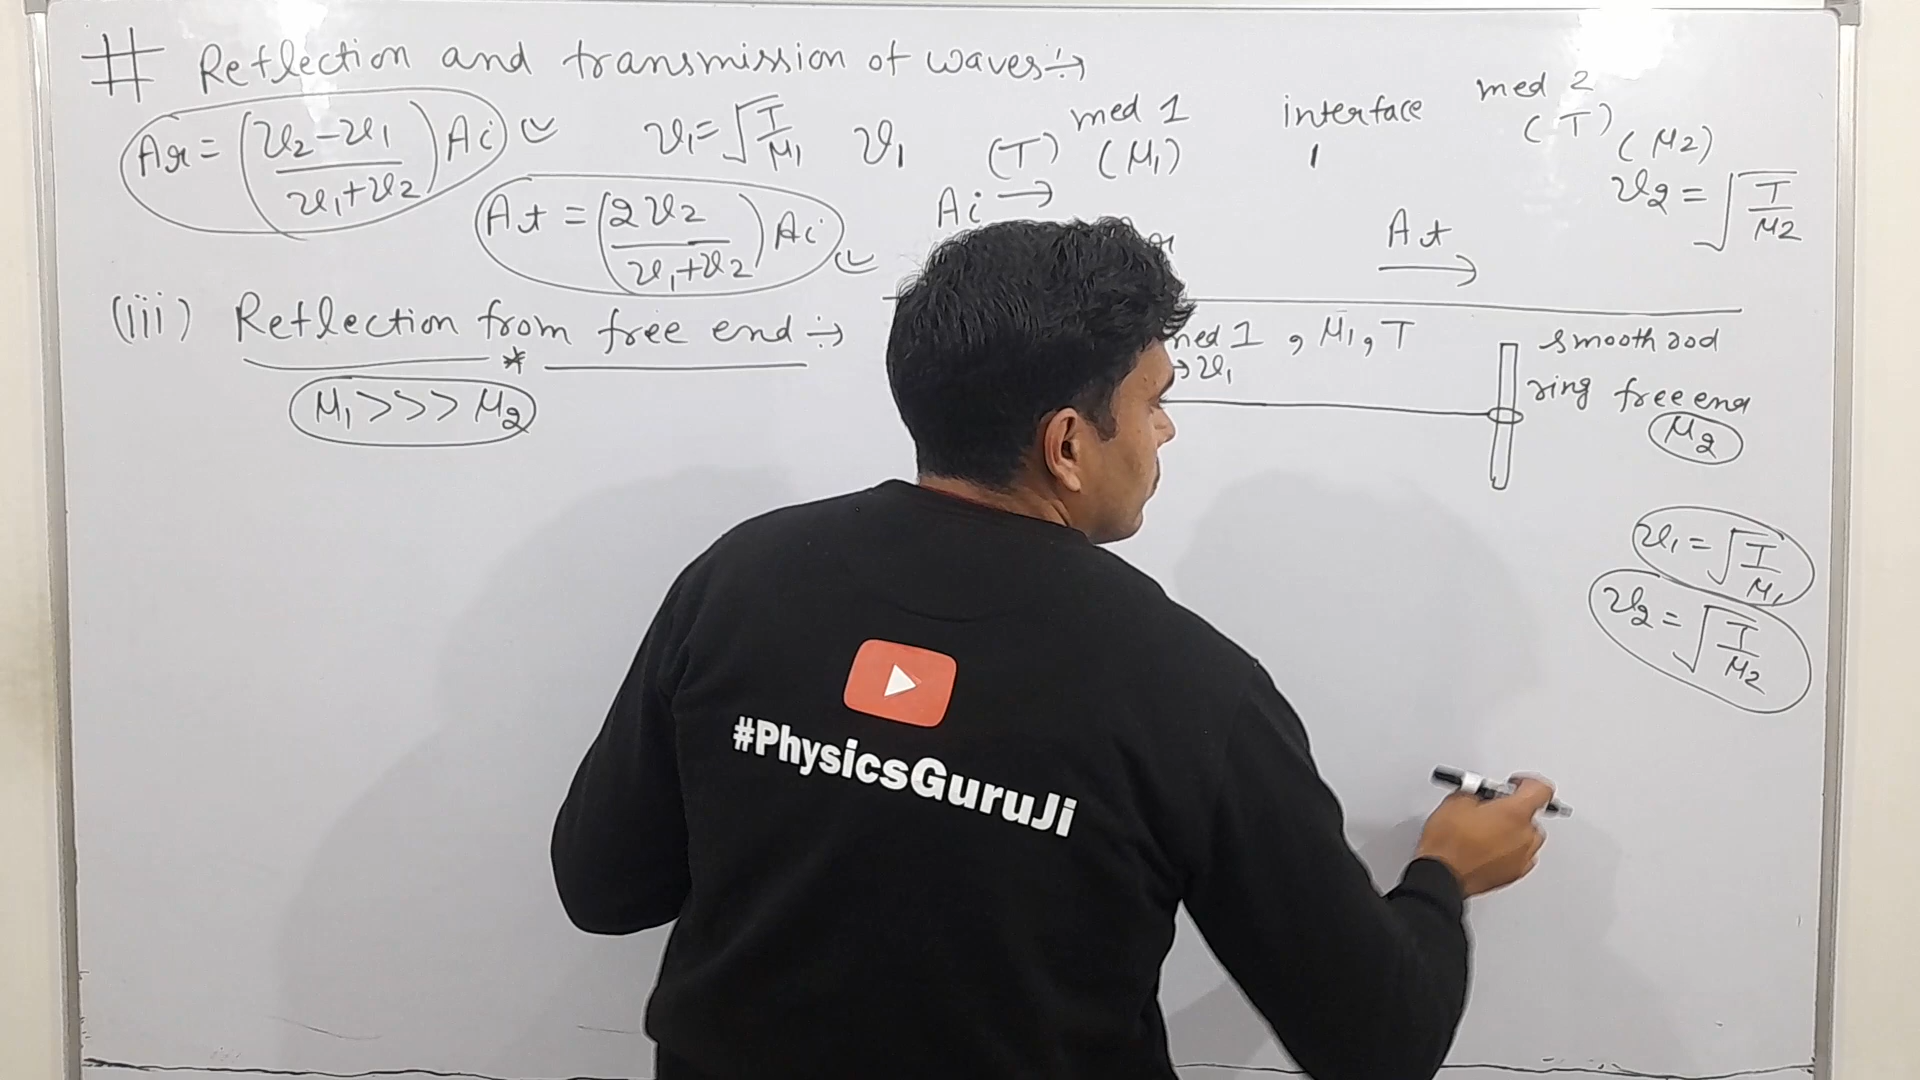 # Reflection and transmission of waves :→
Ar = (v2 - v1 / v1 + v2) Ai
v1 = √(T/μ1) v1 (T) med 1 (μ1)
interface
med 2 (T) (μ2)
At = (2v2 / v1 + v2) Ai
Ai →
At →
v2 = √(T/μ2)
(iii) Reflection from free end :→
*
μ1 >>> μ2
med 1, μ1, T
→ v1
smooth rod
ring free end
μ2
v1 = √(T/μ1)
v2 = √(T/μ2)
#PhysicsGuruJi